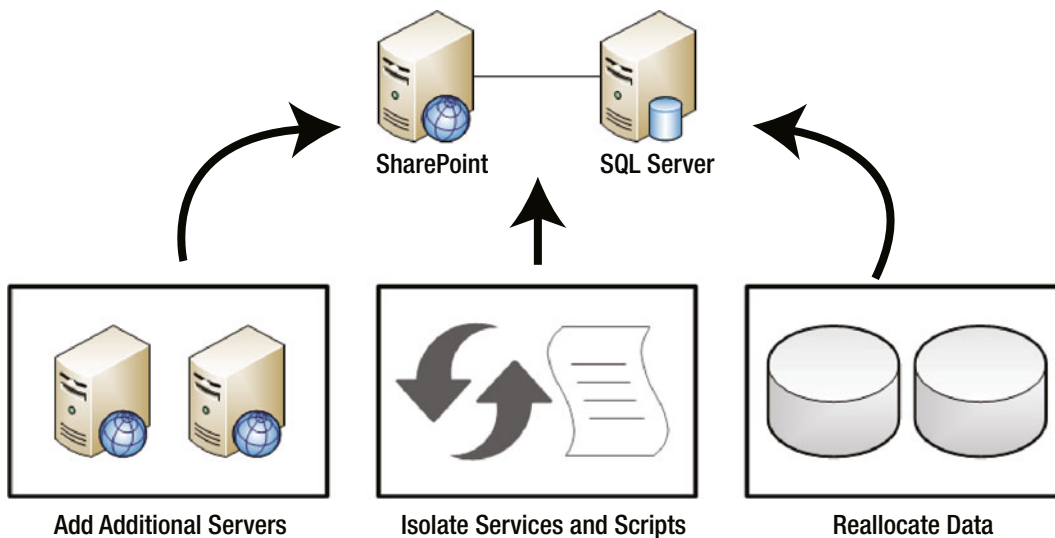 SharePoint
SQL Server
Add Additional Servers
Isolate Services and Scripts
Reallocate Data